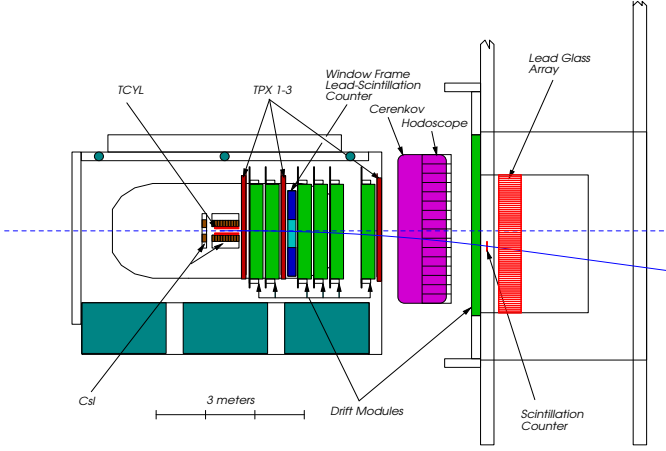 TCYL
TPX 1-3
Window Frame
Lead-Scintillation
Counter
Cerenkov
Hodoscope
Lead Glass
Array
CsI
3 meters
Drift Modules
Scintillation
Counter